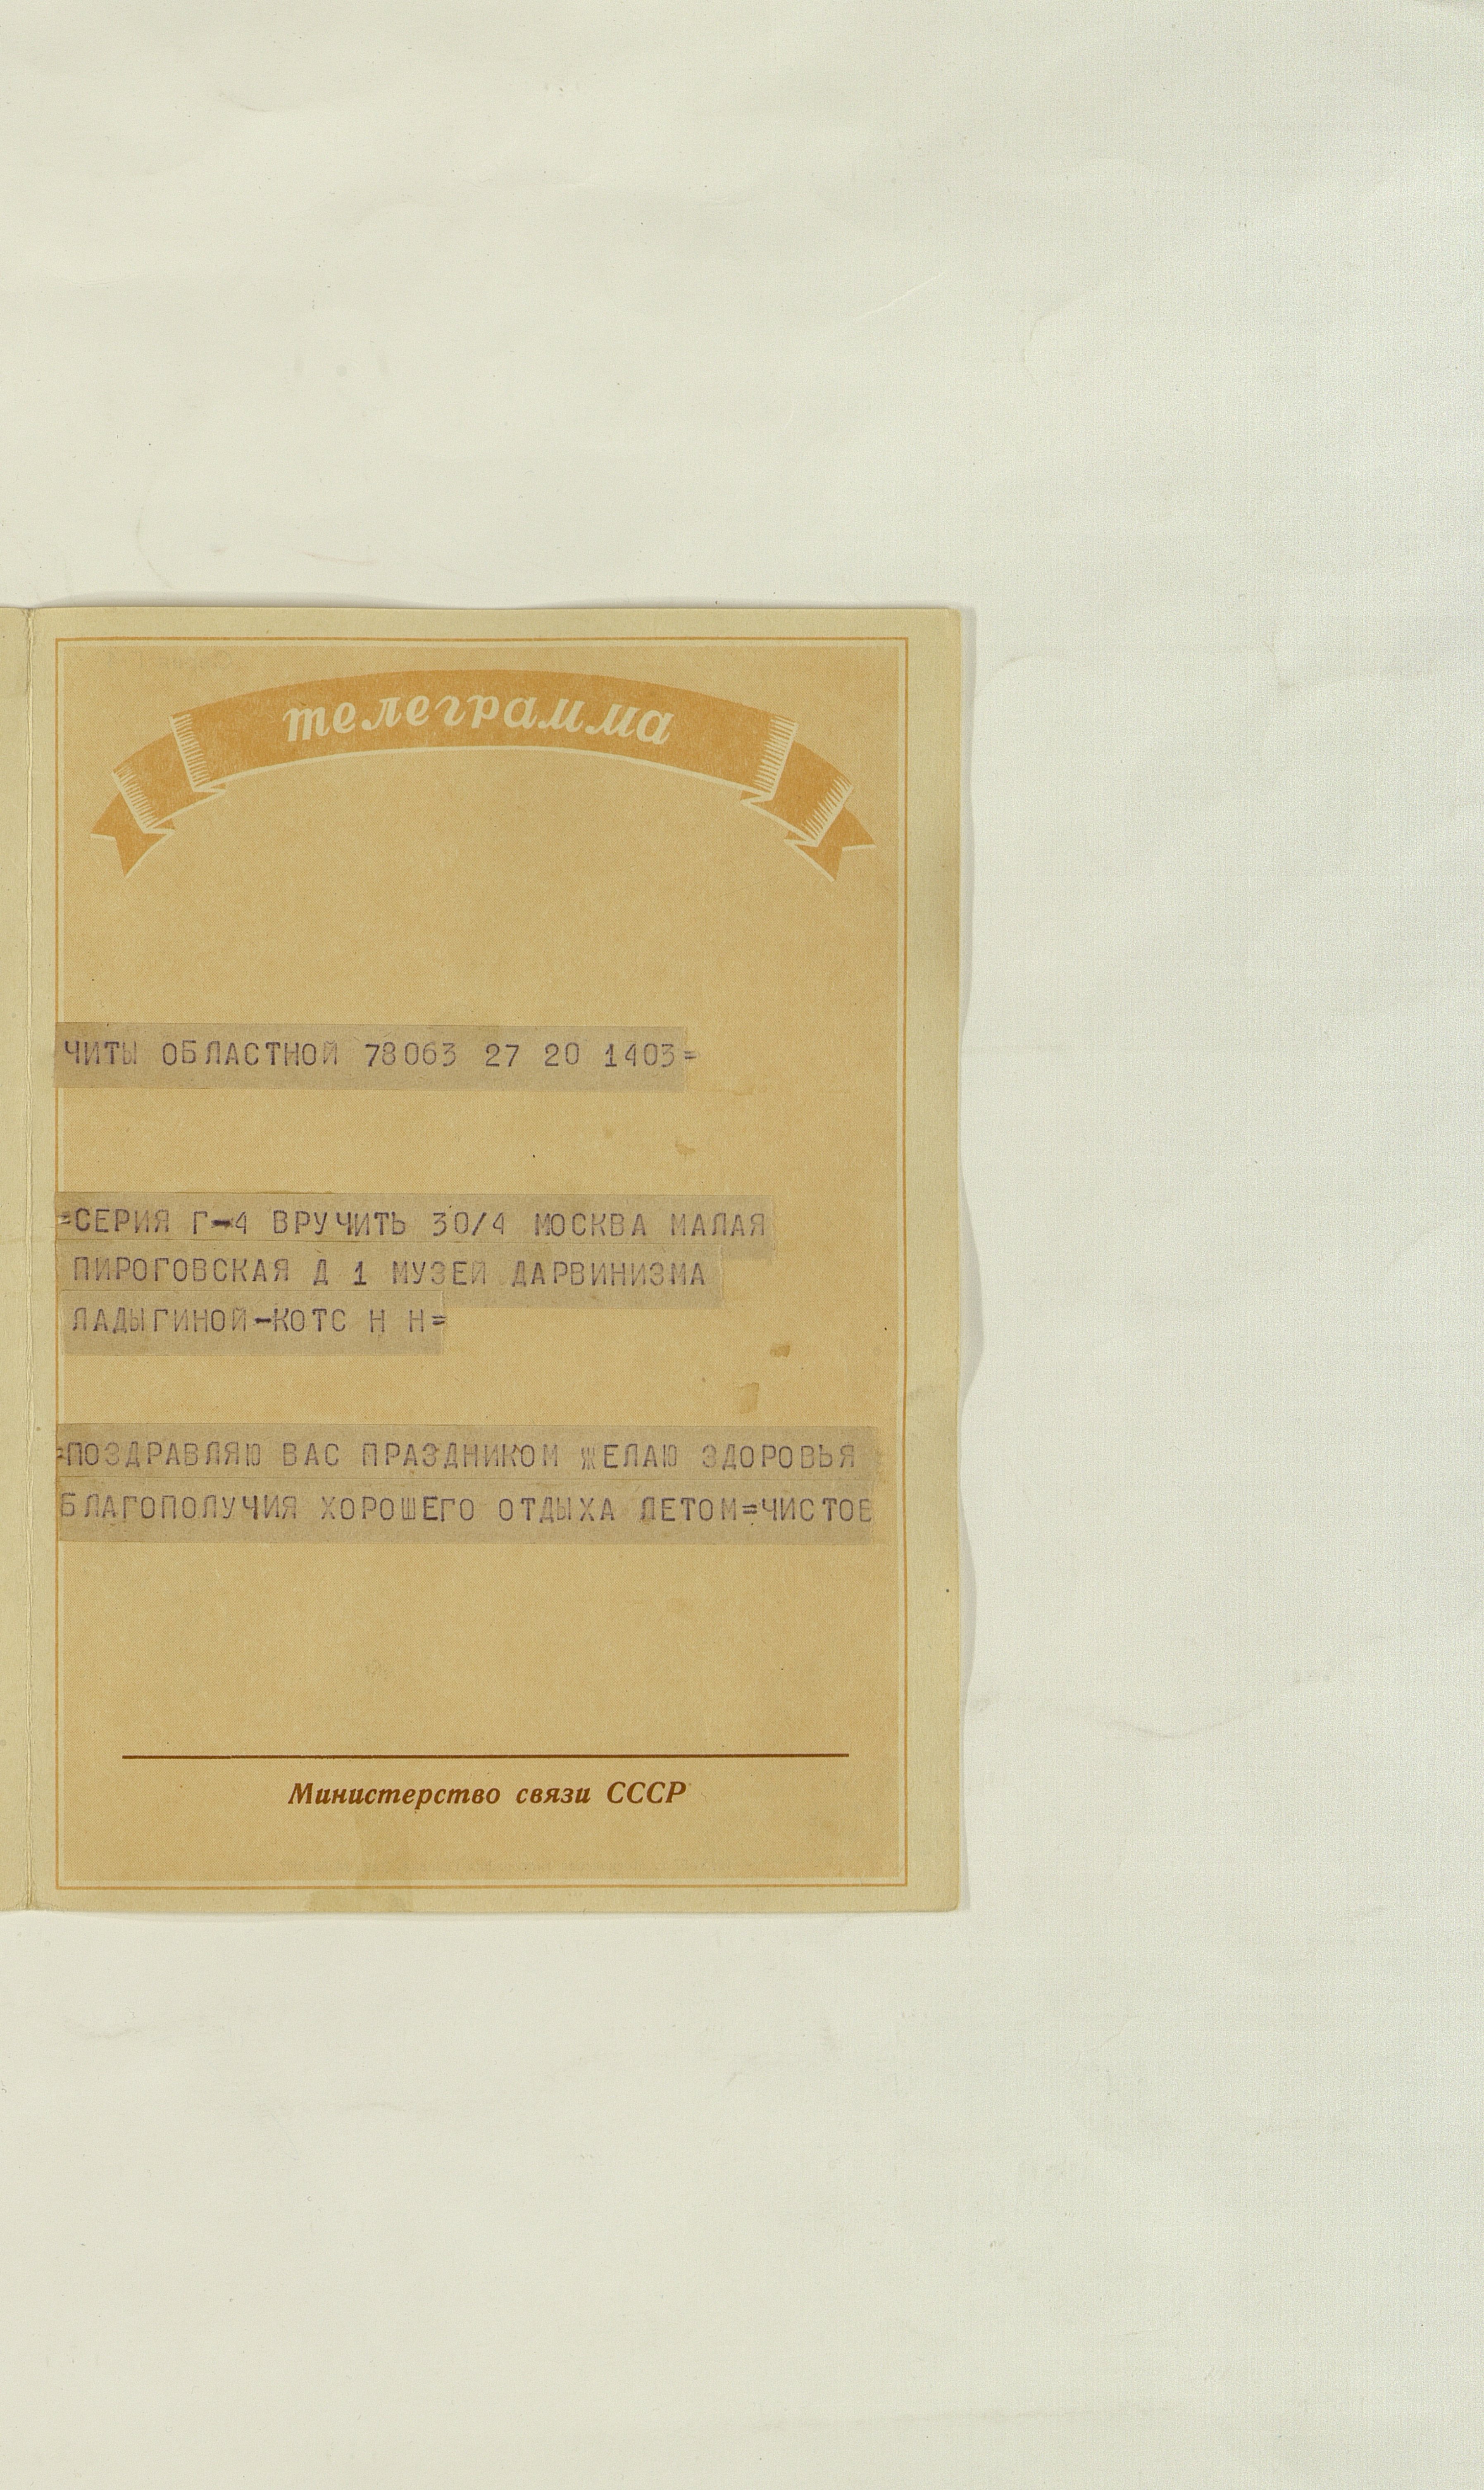 телеграмма
ЧИТЫ ОБЛАСТНОЙ 78063 27 20 1403=
=СЕРИЯ Г-4 ВРУЧИТЬ 30/4 МОСКВА МАЛАЯ
ПИРОГОВСКАЯ Д 1 МУЗЕЙ ДАРВИНИЗМА
ЛАДЫГИНОЙ-КОТС Н Н=
=ПОЗДРАВЛЯЮ ВАС ПРАЗДНИКОМ ЖЕЛАЮ ЗДОРОВЬЯ
БЛАГОПОЛУЧИЯ ХОРОШЕГО ОТДЫХА ЛЕТОМ=ЧИСТОВ
Министерство связи СССР